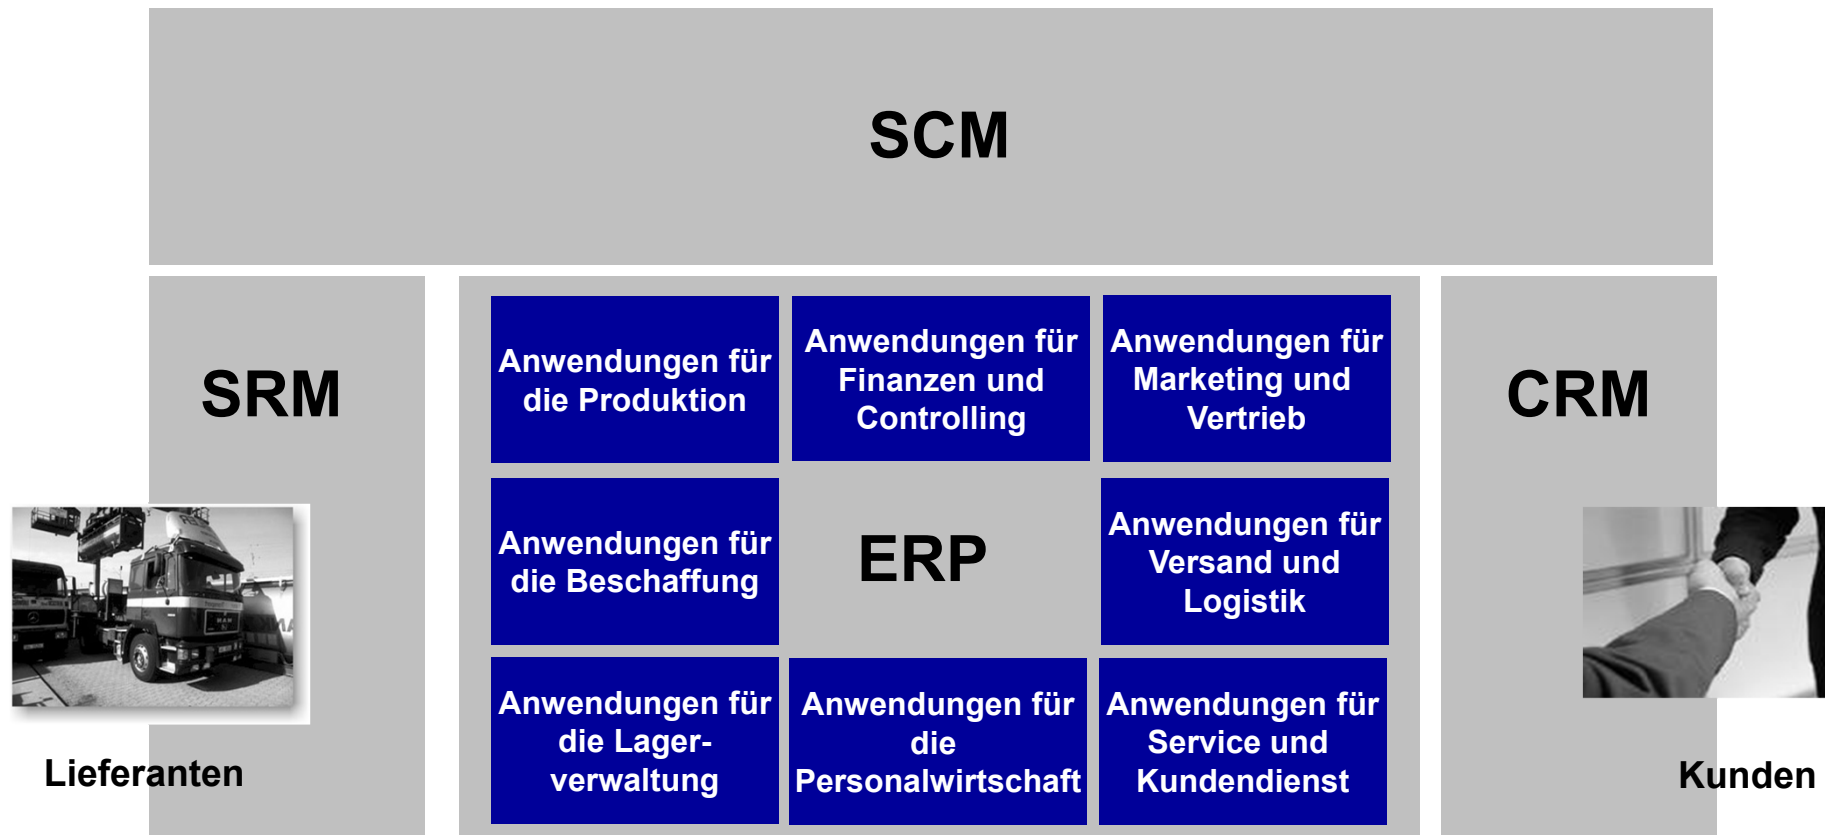 SCM
SRM
Anwendungen für
die Produktion
Anwendungen für
Finanzen und
Controlling
Anwendungen für
Marketing und
Vertrieb
CRM
Anwendungen für
die Beschaffung
ERP
Anwendungen für
Versand und
Logistik
MAN
Anwendungen für
die Lager-
verwaltung
Anwendungen für
die
Personalwirtschaft
Anwendungen für
Service und
Kundendienst
Lieferanten
Kunden